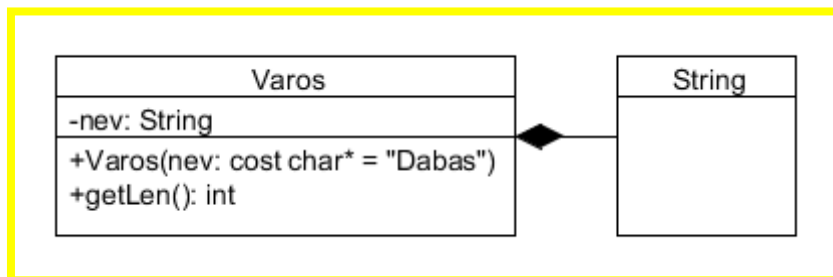 Varos
-nev: String
+Varos(nev: cost char* = "Dabas")
+getLen(): int
String